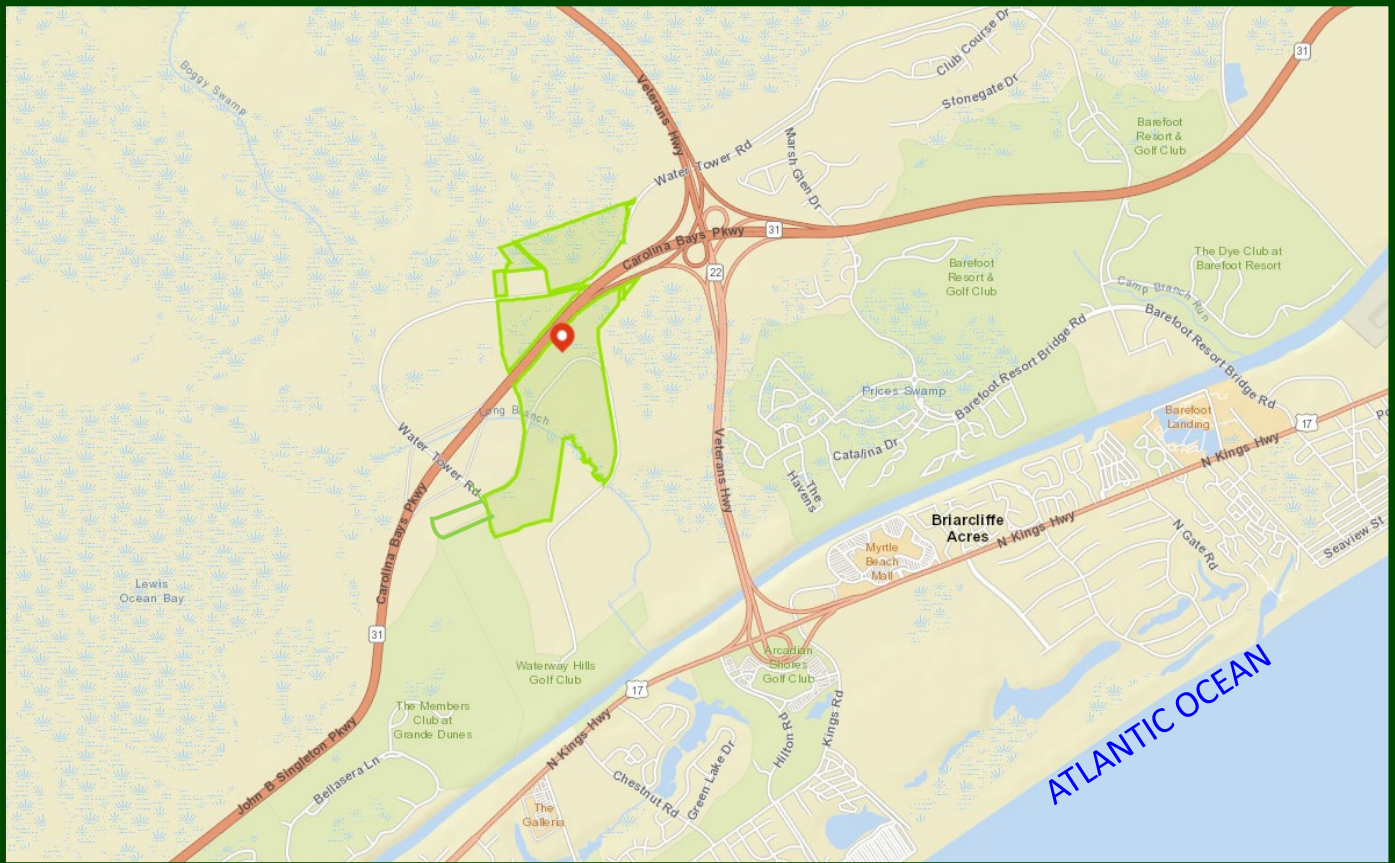 Club Course Dr
31
Boggy Swamp
Veterans Hwy
Stonegate Dr
Barefoot
Resort &
Golf Club
Water Tower Rd
Marsh Glen Dr
31
Carolina Bays Pkwy
22
Barefoot
Resort &
Golf Club
The Dye Club at
Barefoot Resort
Camp Branch Run
Barefoot Resort Bridge Rd
Barefoot Resort Bridge Rd
Prices Swamp
Long Branch
Water Tower Rd
Veterans Hwy
Catalina Dr
The
Havens
Barefoot
Landing
17
N Kings Hwy
Carolina Bays Pkwy
Briarcliffe
Acres
N Kings Hwy
Myrtle
Beach
Mall
N Gate Rd
Seaview St
Lewis
Ocean Bay
31
Waterway Hills
Golf Club
Arcadian
Shores
Golf Club
17
The Members
Club at
Grande Dunes
N Kings Hwy
Hilton Rd
Kings Rd
ATLANTIC OCEAN
John B Singleton Pkwy
Bellasera Ln
Chestnut Rd
Green Lake Dr
The
Galleria